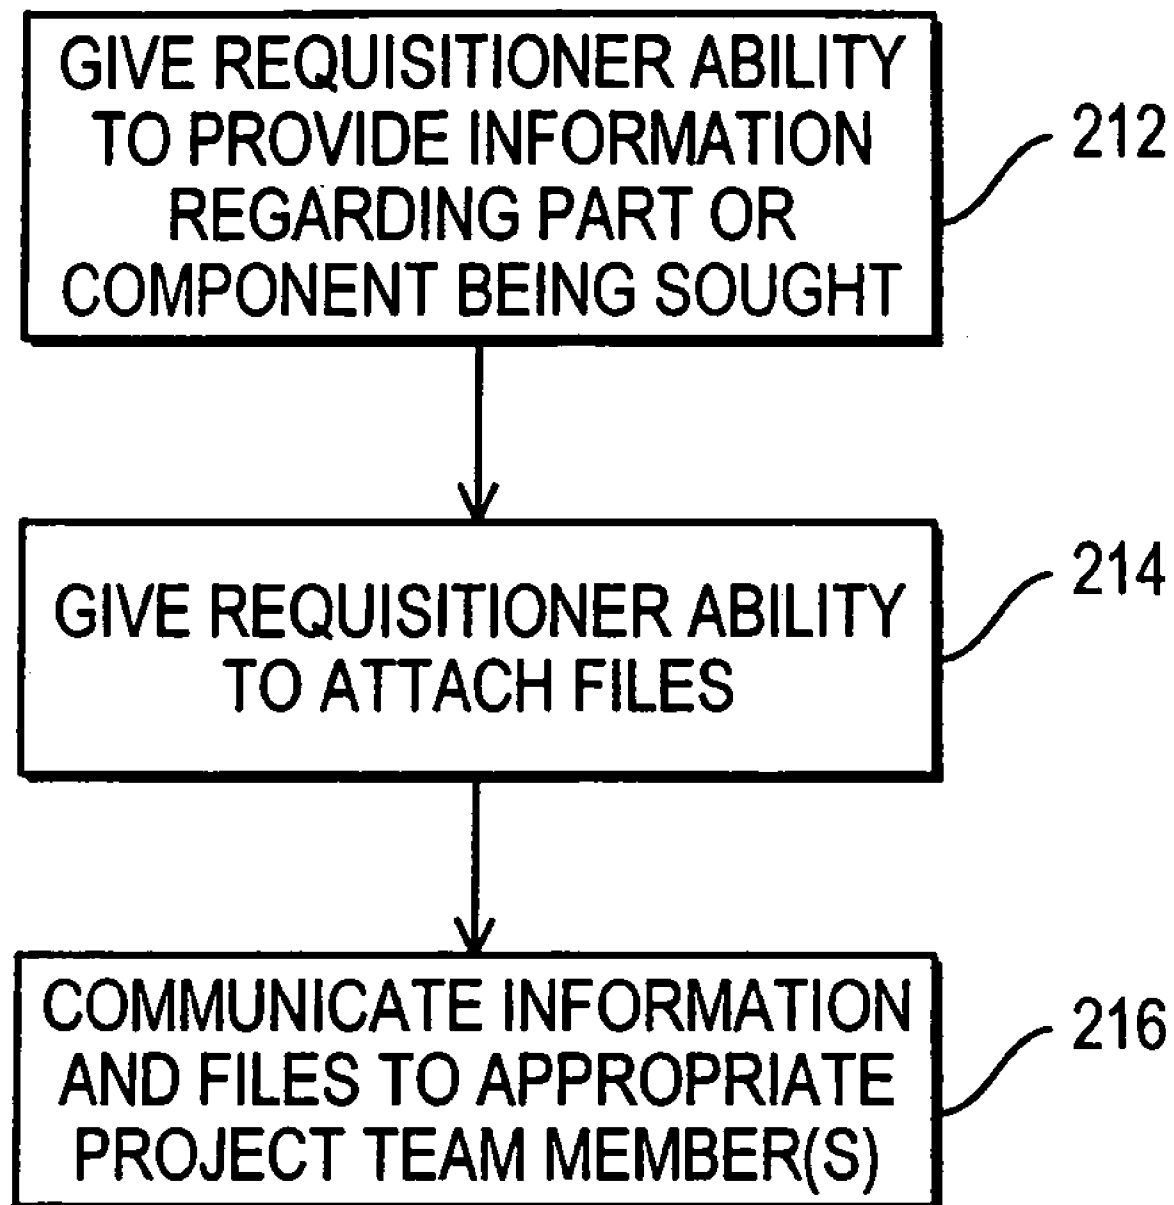 GIVE REQUISITIONER ABILITY
TO PROVIDE INFORMATION
REGARDING PART OR
COMPONENT BEING SOUGHT
212
GIVE REQUISITIONER ABILITY
TO ATTACH FILES
214
COMMUNICATE INFORMATION
AND FILES TO APPROPRIATE
PROJECT TEAM MEMBER(S)
216